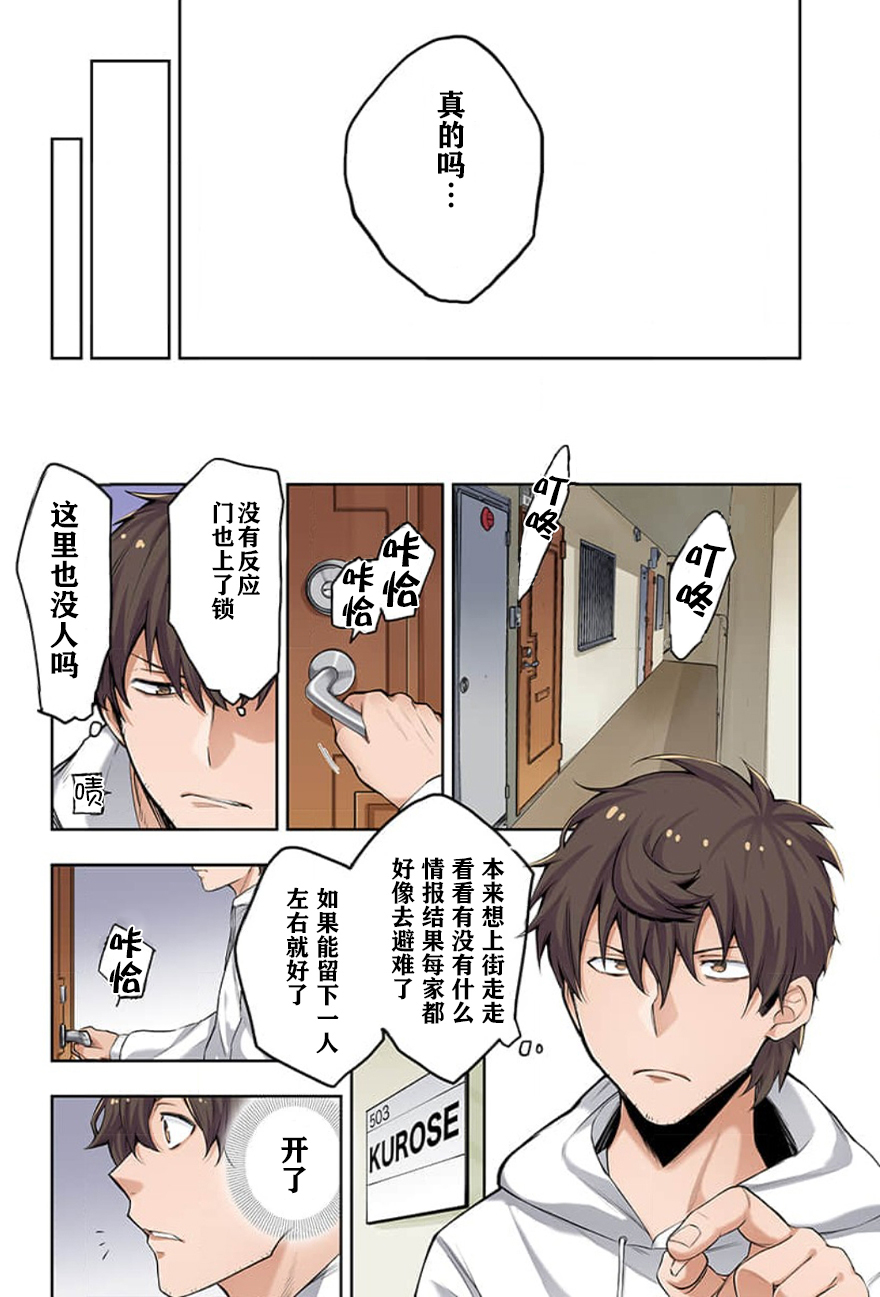 真的吗…
叮咚
叮咚
咔恰
咔恰
没有反应
门也上了锁
这里也没人吗
啧
本来想上街走走
看看有没有什么
情报结果每家都
好像去避难了
如果能留下一人
左右就好了
503
KUROSE
咔恰
开了